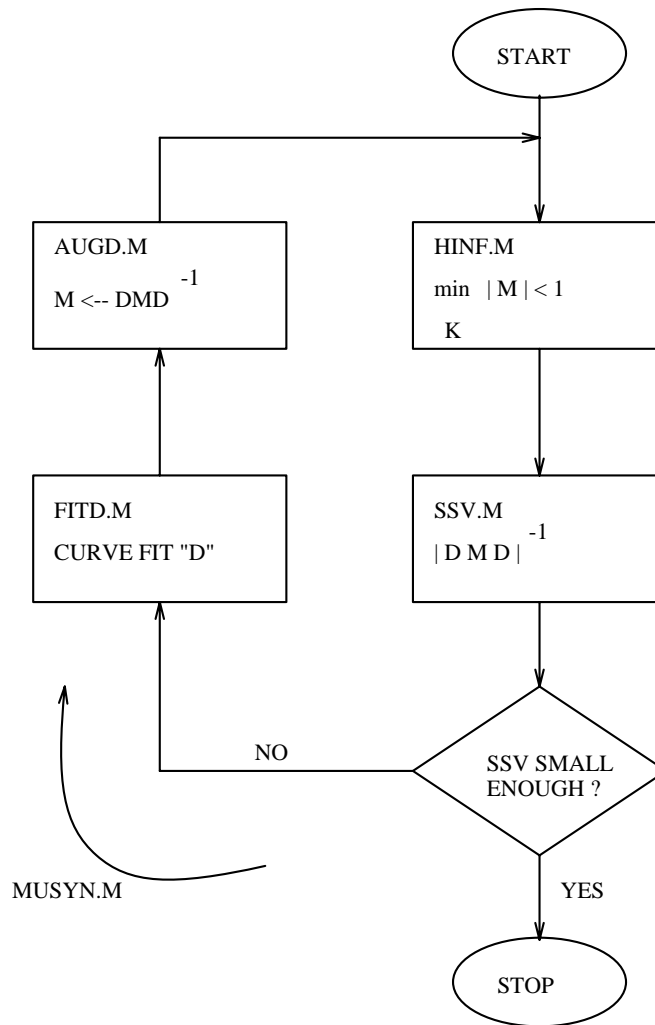 START
AUGD.M
-1
M <-- DMD
HINF.M
min | M | < 1
K
FITD.M
CURVE FIT "D"
SSV.M
-1
| D M D |
NO
SSV SMALL
ENOUGH ?
MUSYN.M
YES
STOP